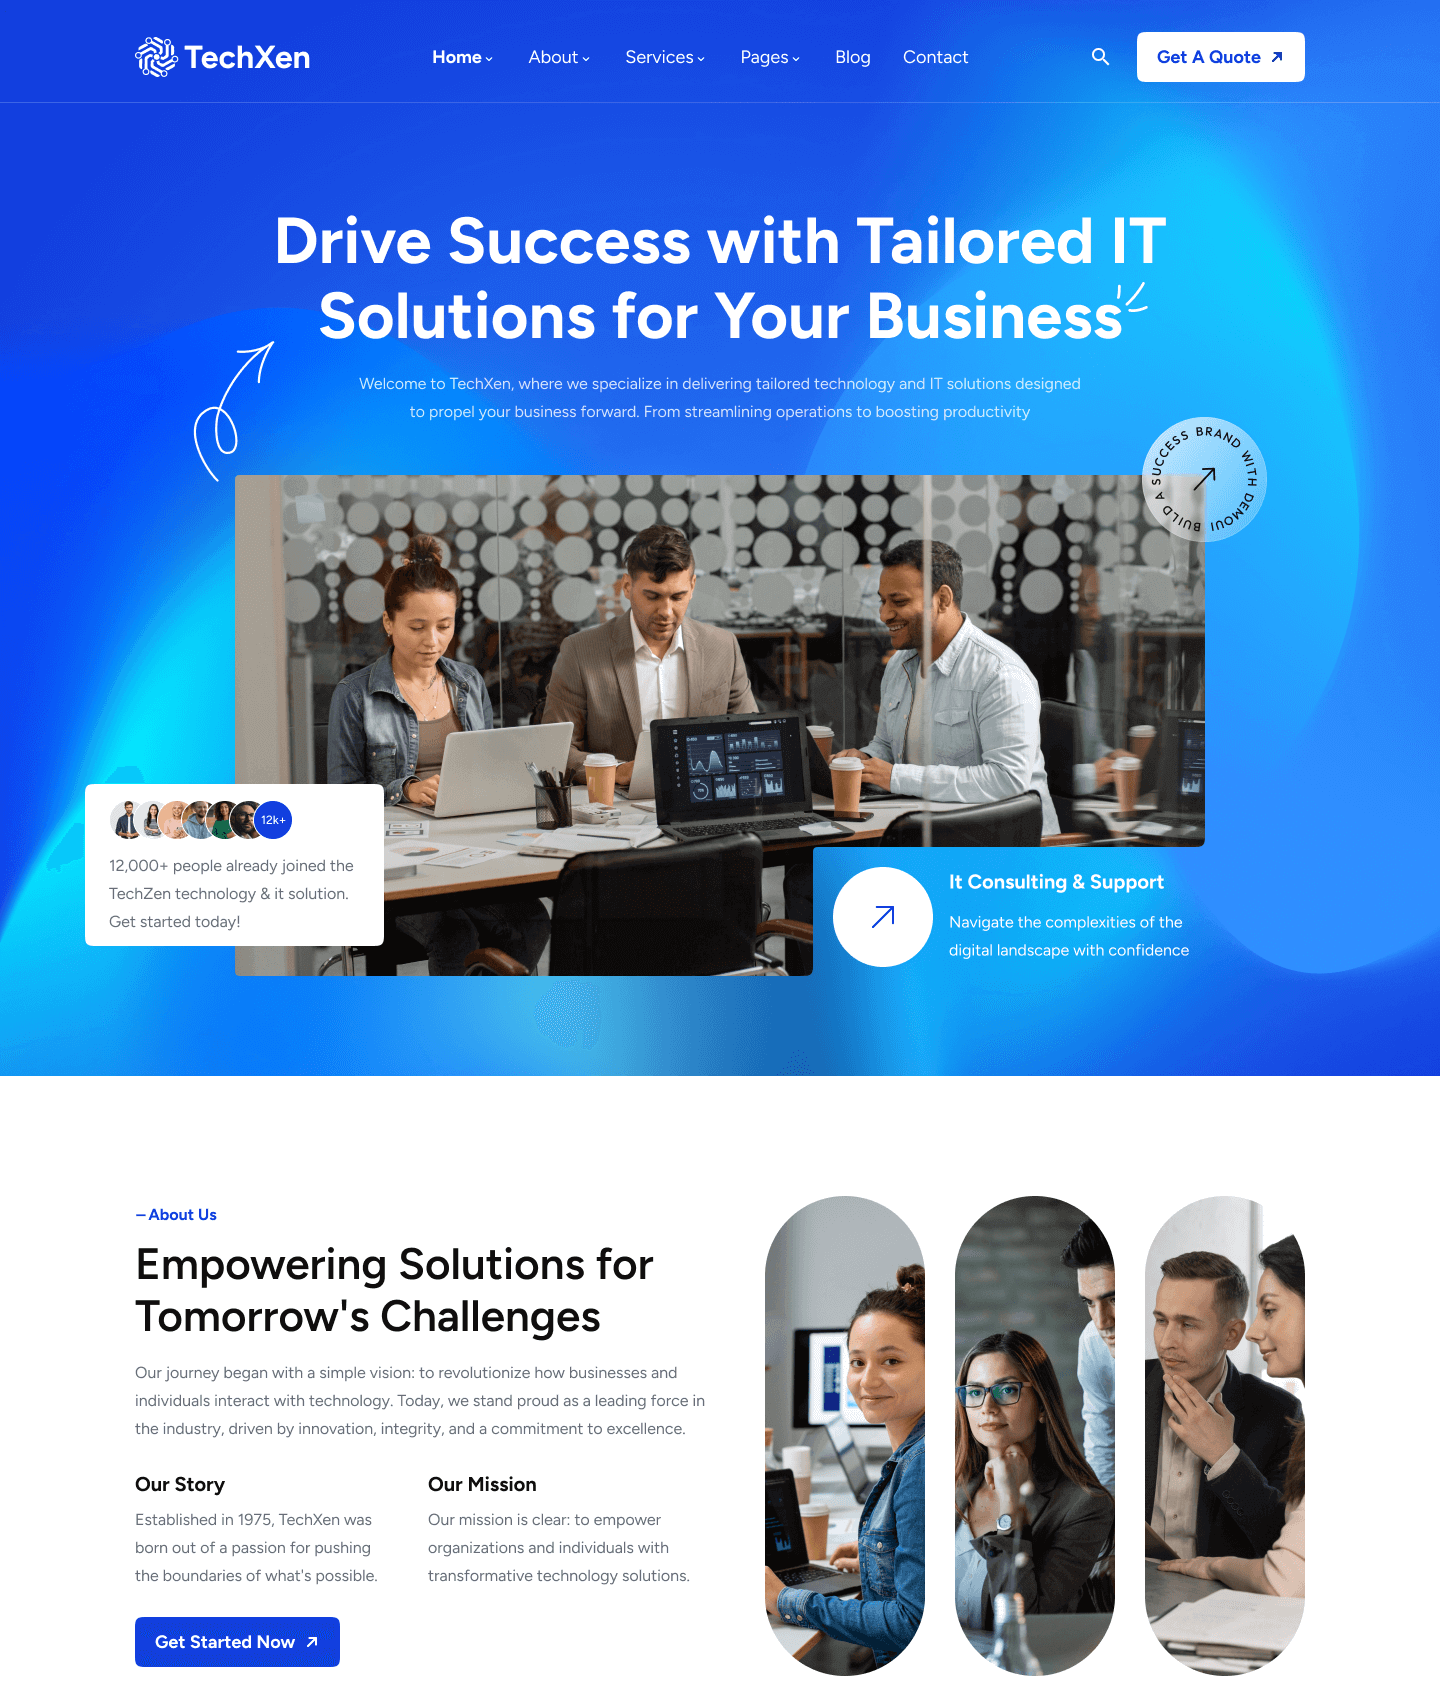 TechXen
Home
About
Services
Pages
Blog
Contact
Get A Quote
Drive Success with Tailored IT
Solutions for Your Business
Welcome to TechXen, where we specialize in delivering tailored technology and IT solutions designed
to propel your business forward. From streamlining operations to boosting productivity
BUILD A SUCCESS BRAND WITH DEMOUI
12k+
12,000+ people already joined the
TechZen technology & it solution.
Get started today!
It Consulting & Support
Navigate the complexities of the
digital landscape with confidence
– About Us
Empowering Solutions for
Tomorrow's Challenges
Our journey began with a simple vision: to revolutionize how businesses and
individuals interact with technology. Today, we stand proud as a leading force in
the industry, driven by innovation, integrity, and a commitment to excellence.
Our Story
Established in 1975, TechXen was
born out of a passion for pushing
the boundaries of what's possible.
Our Mission
Our mission is clear: to empower
organizations and individuals with
transformative technology solutions.
Get Started Now